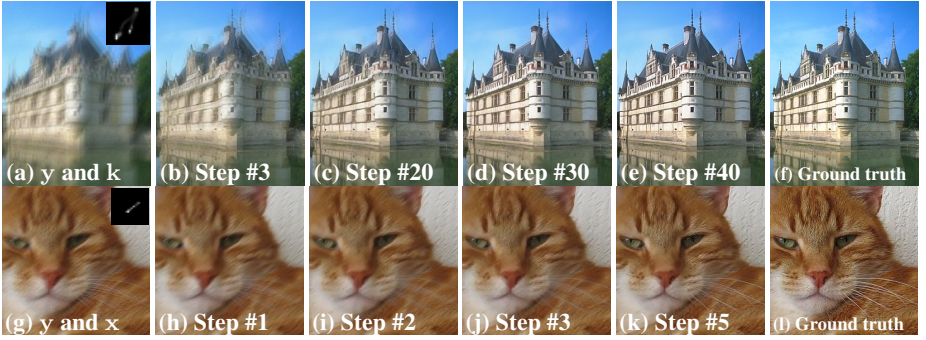 (a) y and k
(b) Step #3
(c) Step #20
(d) Step #30
(e) Step #40
(f) Ground truth
(g) y and x
(h) Step #1
(i) Step #2
(j) Step #3
(k) Step #5
(l) Ground truth